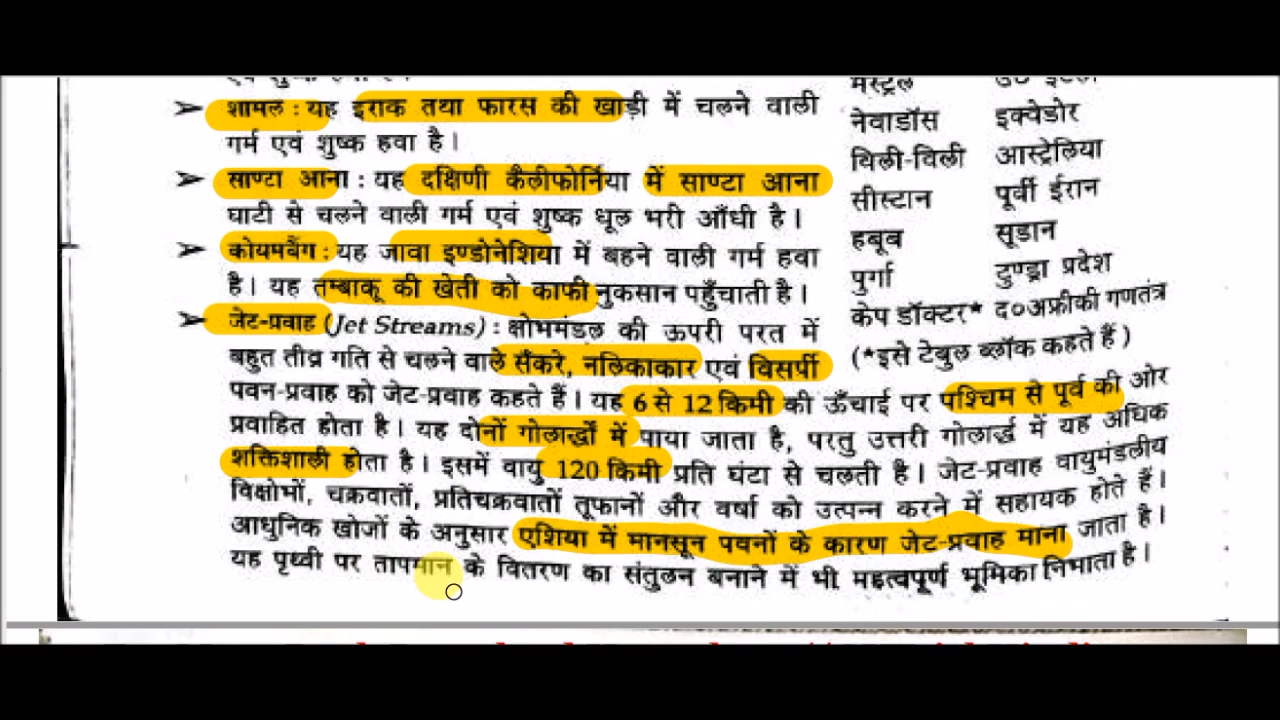 ➤ शामल : यह इराक तथा फारस की खाड़ी में चलने वाली
गर्म एवं शुष्क हवा है।
➤ साण्टा आना : यह दक्षिणी कैलीफोर्निया में साण्टा आना
घाटी से चलने वाली गर्म एवं शुष्क धूल भरी आँधी है।
➤ कोयमबैंग : यह जावा इण्डोनेशिया में बहने वाली गर्म हवा
है। यह तम्बाकू की खेती को काफी नुकसान पहुँचाती है।
➤ जेट-प्रवाह (Jet Streams) : क्षोभमंडल की ऊपरी परत में
बहुत तीव्र गति से चलने वाले सँकरे, नलिकाकार एवं विसर्पी
पवन-प्रवाह को जेट-प्रवाह कहते हैं। यह 6 से 12 किमी की ऊँचाई पर पश्चिम से पूर्व की ओर
प्रवाहित होता है। यह दोनों गोलार्द्धों में पाया जाता है, परतु उत्तरी गोलार्द्ध में यह अधिक
शक्तिशाली होता है। इसमें वायु 120 किमी प्रति घंटा से चलती है। जेट-प्रवाह वायुमंडलीय
विक्षोभों, चक्रवातों, प्रतिचक्रवातों तूफानों और वर्षा को उत्पन्न करने में सहायक होते हैं।
आधुनिक खोजों के अनुसार एशिया में मानसून पवनों के कारण जेट-प्रवाह माना जाता है।
यह पृथ्वी पर तापमान के वितरण का संतुलन बनाने में भी महत्वपूर्ण भूमिका निभाता है।
मिस्ट्रल उ० इटली
नेवाडॉस इक्वेडोर
विली-विली आस्ट्रेलिया
सीस्टान पूर्वी ईरान
हबूब सूडान
पुर्गा टुण्ड्रा प्रदेश
केप डॉक्टर* द०अफ्रीकी गणतंत्र
(*इसे टेबुल ब्लॉक कहते हैं )